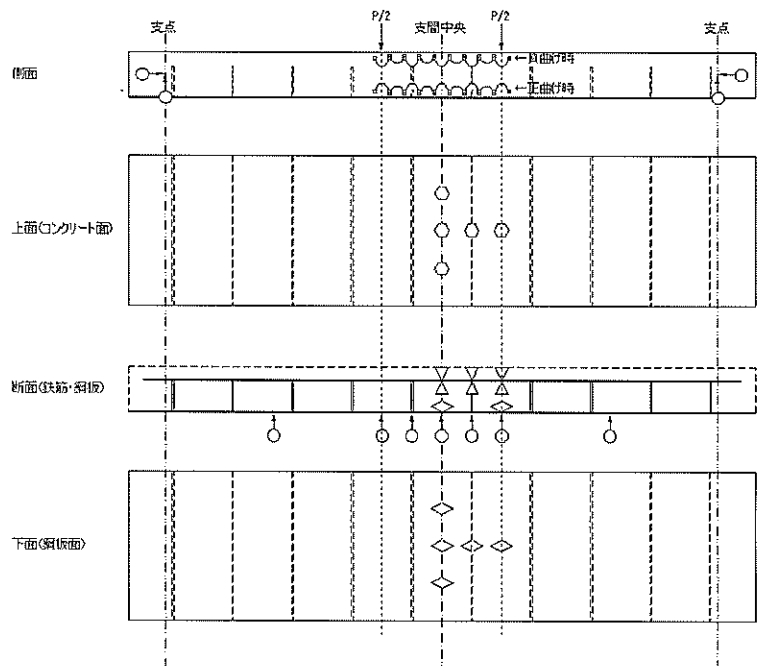 P/2
P/2
支点
支間中央
支点
側面
←負曲げ時
←正曲げ時
上面(コンクリート面)
断面(鉄筋・鋼板)
下面(鋼板面)